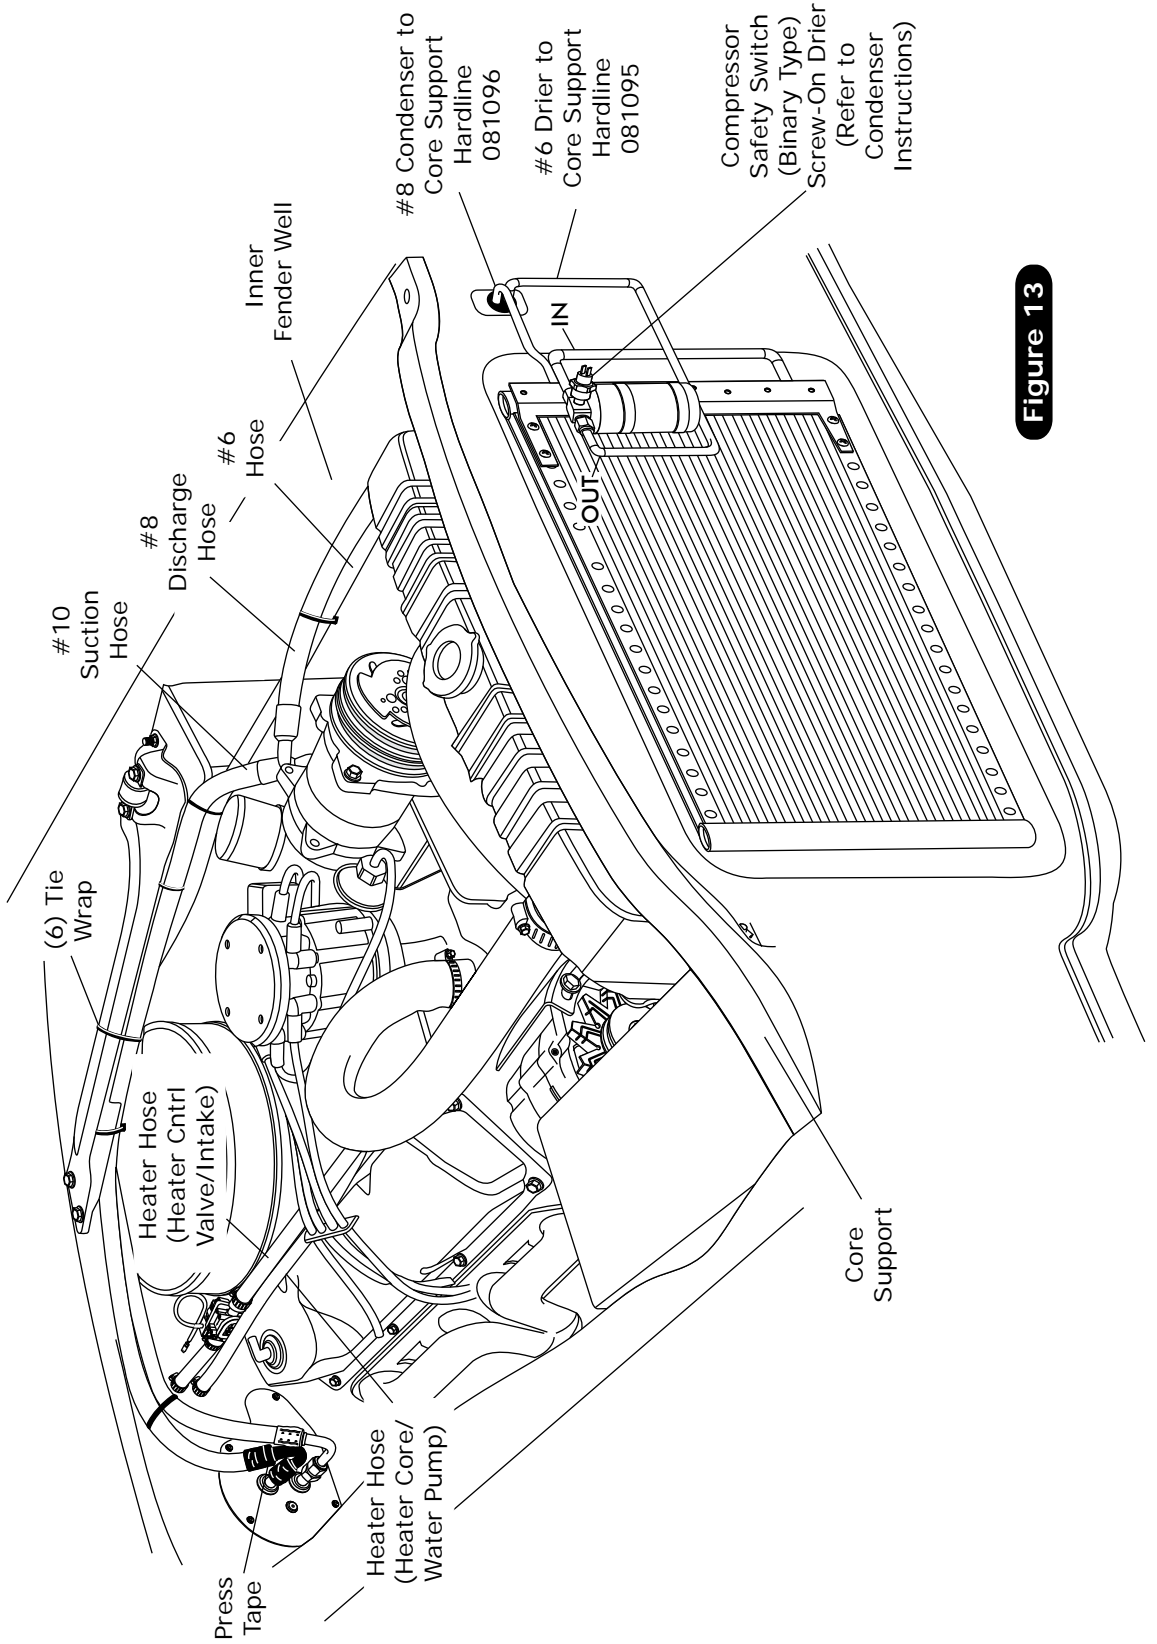 Press
Tape
Heater Hose
(Heater Core/
Water Pump)
Heater Hose
(Heater Cntrl
Valve/Intake)
(6) Tie
Wrap
#10
Suction
Hose
#8
Discharge
Hose
#6
Hose
Inner
Fender Well
#8 Condenser to
Core Support
Hardline
081096
#6 Drier to
Core Support
Hardline
081095
Compressor
Safety Switch
(Binary Type)
Screw-On Drier
(Refer to
Condenser
Instructions)
IN
OUT
Core
Support
Figure 13